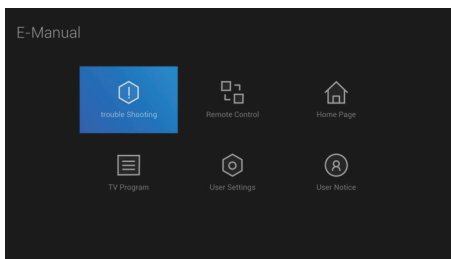 E-Manual
trouble Shooting
Remote Control
Home Page
TV Program
User Settings
User Notice